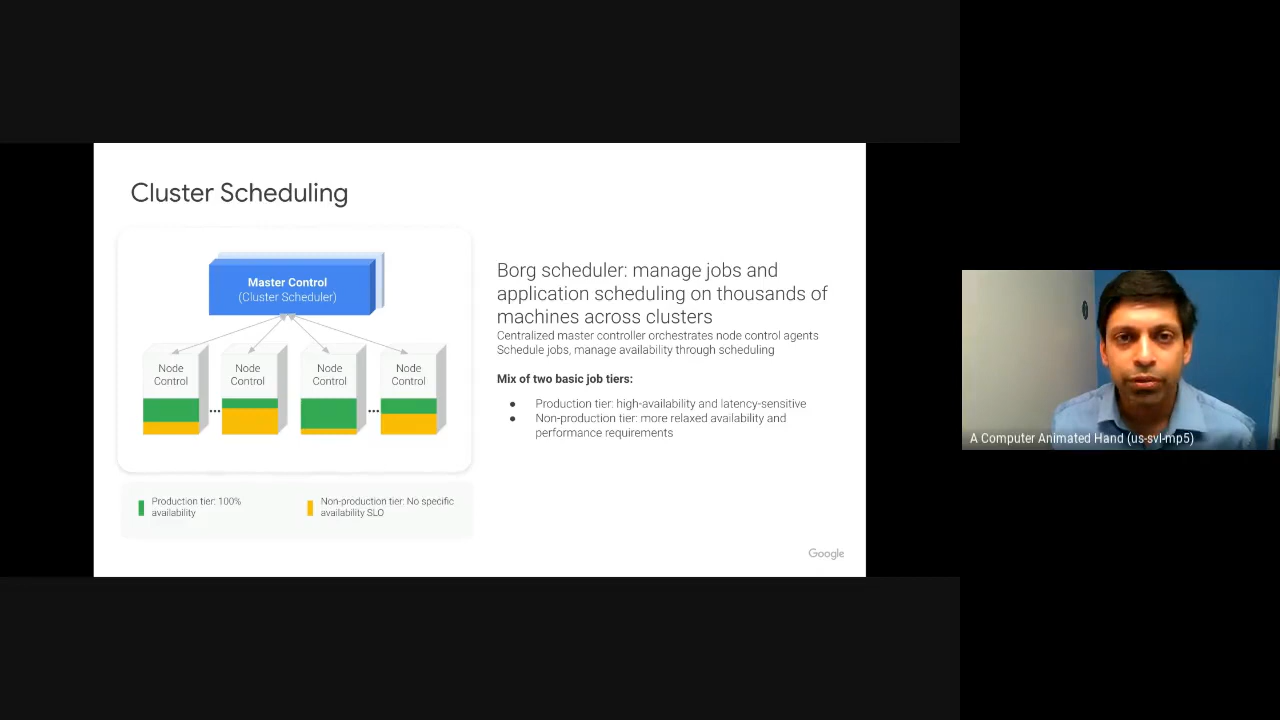 Cluster Scheduling
Master Control
(Cluster Scheduler)
Node
Control
Node
Control
Node
Control
Node
Control
Production tier: 100%
availability
Non-production tier: No specific
availability SLO
Borg scheduler: manage jobs and
application scheduling on thousands of
machines across clusters
Centralized master controller orchestrates node control agents
Schedule jobs, manage availability through scheduling
Mix of two basic job tiers:
● Production tier: high-availability and latency-sensitive
● Non-production tier: more relaxed availability and
performance requirements
Google
A Computer Animated Hand (us-svl-mp5)